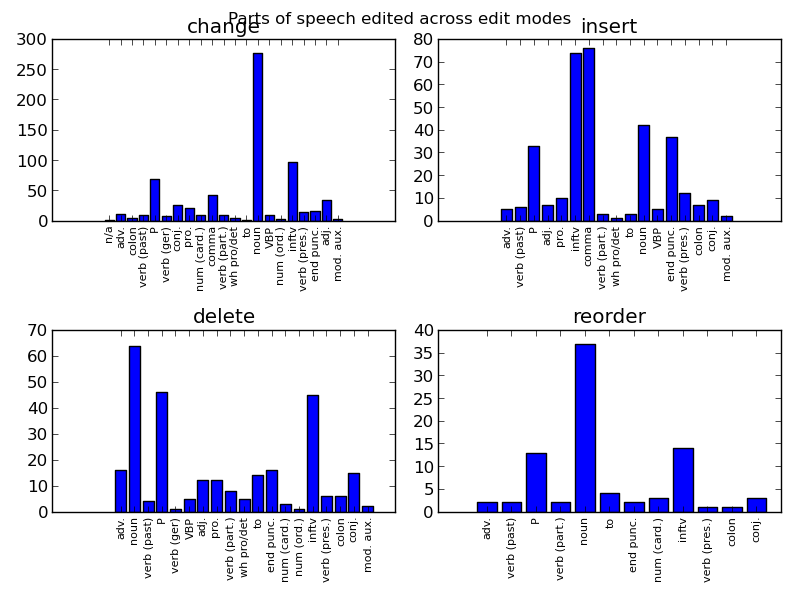 Parts of speech edited across edit modes
change
300
250
200
150
100
50
0
n/a
adv.
colon
verb (past)
P
verb (ger)
conj.
pro.
num (card.)
comma
verb (part.)
wh pro/det
to
noun
VBP
num (ord.)
inftv
verb (pres.)
end punc.
adj.
mod. aux.
insert
80
70
60
50
40
30
20
10
0
adv.
verb (past)
P
adj.
pro.
inftv
comma
verb (part.)
wh pro/det
to
noun
VBP
end punc.
verb (pres.)
colon
conj.
mod. aux.
delete
70
60
50
40
30
20
10
0
adv.
noun
verb (past)
P
verb (ger)
VBP
adj.
pro.
verb (part.)
wh pro/det
to
end punc.
num (card.)
num (ord.)
inftv
verb (pres.)
colon
conj.
mod. aux.
reorder
40
35
30
25
20
15
10
5
0
adv.
verb (past)
P
verb (part.)
noun
to
end punc.
num (card.)
inftv
verb (pres.)
colon
conj.